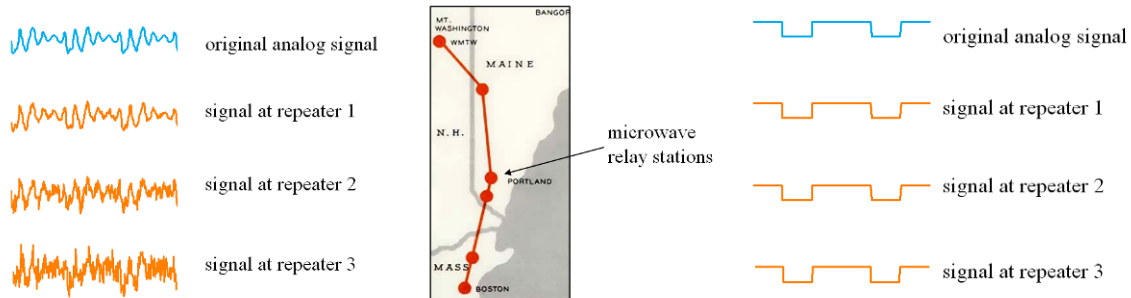 original analog signal
signal at repeater 1
signal at repeater 2
signal at repeater 3
BANGOR
MT.
WASHINGTON
WMTW
MAINE
N.H.
PORTLAND
MASS
BOSTON
microwave
relay stations
original analog signal
signal at repeater 1
signal at repeater 2
signal at repeater 3